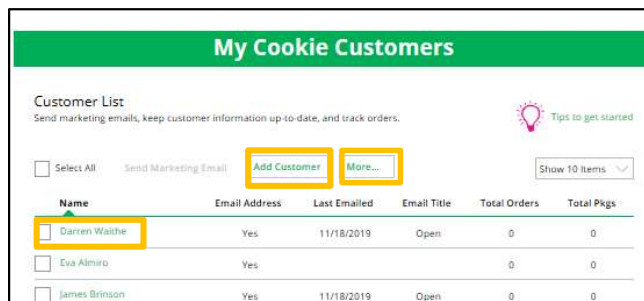 My Cookie Customers
Customer List
Send marketing emails, keep customer information up-to-date, and track orders.
Tips to get started
Select All Send Marketing Email Add Customer More... Show 10 Items
Name Email Address Last Emailed Email Title Total Orders Total Pkgs
Darren Waithe Yes 11/18/2019 Open 0 0
Eva Almiro Yes 0 0
James Brinson Yes 11/18/2019 Open 0 0